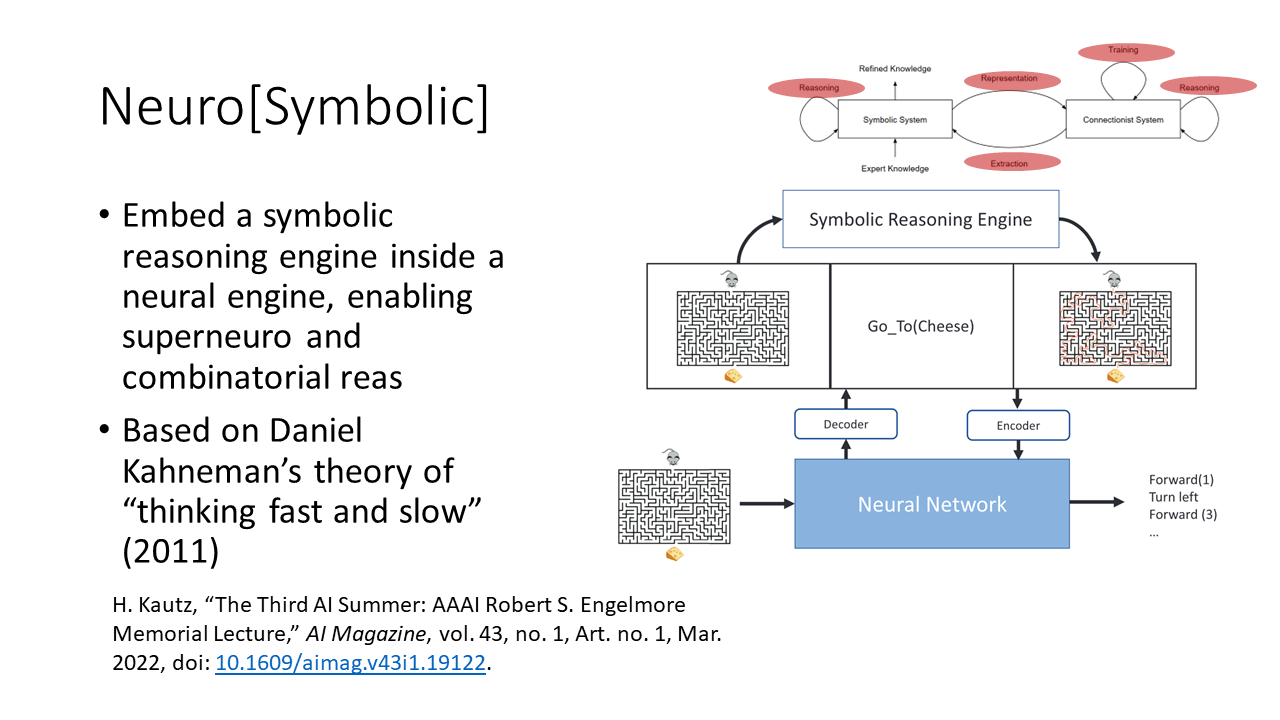 Neuro[Symbolic]
• Embed a symbolic
reasoning engine inside a
neural engine, enabling
superneuro and
combinatorial reas
• Based on Daniel
Kahneman’s theory of
“thinking fast and slow”
(2011)
H. Kautz, “The Third AI Summer: AAAI Robert S. Engelmore
Memorial Lecture,” AI Magazine, vol. 43, no. 1, Art. no. 1, Mar.
2022, doi: 10.1609/aimag.v43i1.19122.
Training
Refined Knowledge
Reasoning
Representation
Reasoning
Symbolic System
Connectionist System
Extraction
Expert Knowledge
Symbolic Reasoning Engine
Go_To(Cheese)
Decoder
Encoder
Neural Network
Forward(1)
Turn left
Forward (3)
...